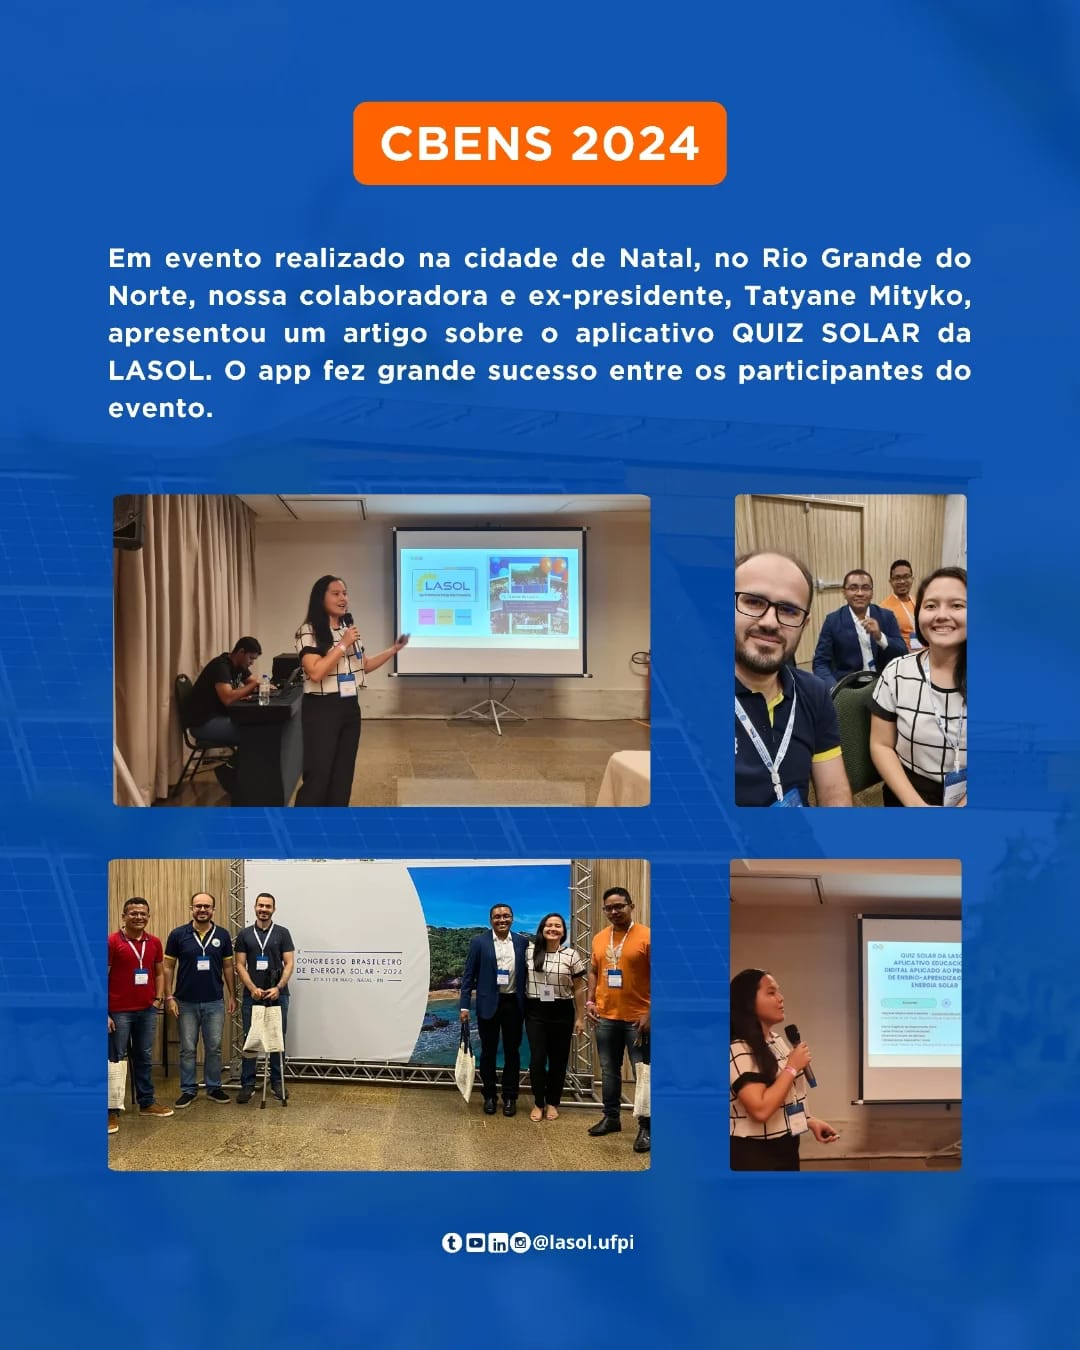 CBENS 2024
Em evento realizado na cidade de Natal, no Rio Grande do
Norte, nossa colaboradora e ex-presidente, Tatyane Mityko,
apresentou um artigo sobre o aplicativo QUIZ SOLAR da
LASOL. O app fez grande sucesso entre os participantes do
evento.
LASOL
CONGRESSO BRASILEIRO
DE ENERGIA SOLAR • 2024
QUIZ SOLAR DA LASO
APLICATIVO EDUCACIO
DIGITAL APLICADO AO PR
DE ENSINO-APRENDIZAG
ENERGIA SOLAR
@lasol.ufpi